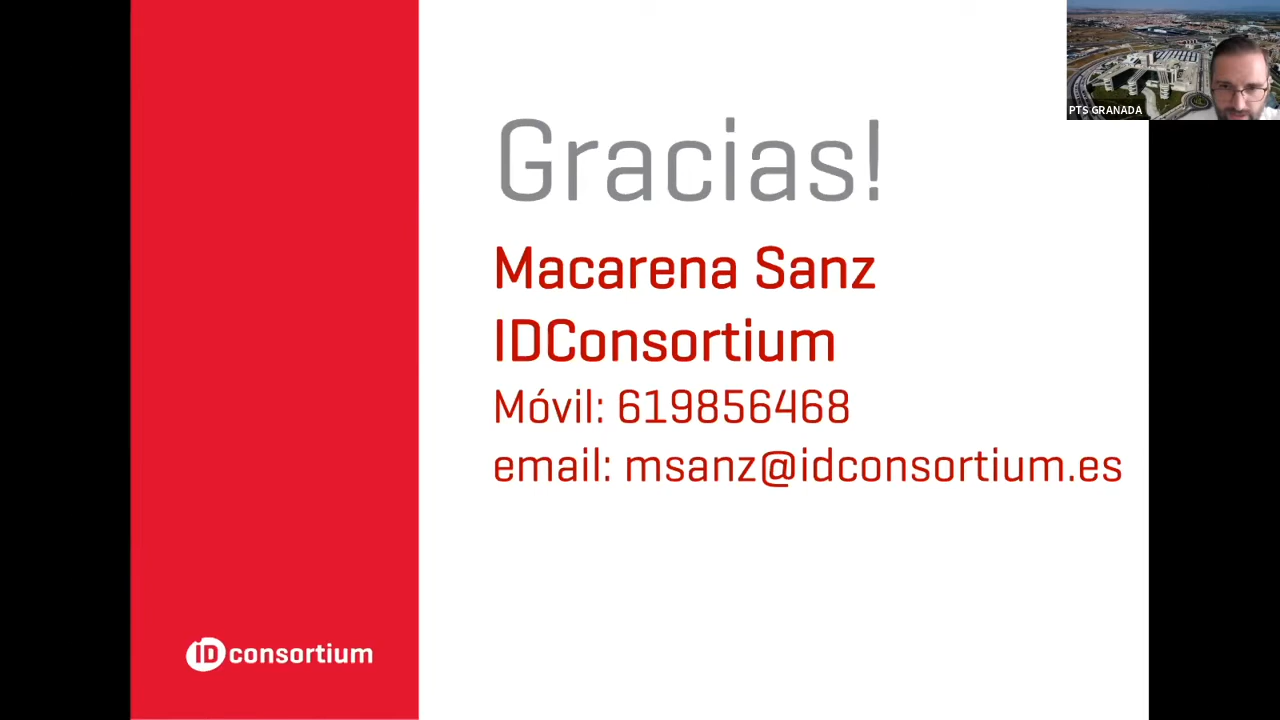 PTS GRANADA
Gracias!
Macarena Sanz
IDConsortium
Móvil: 619856468
email: msanz@idconsortium.es
ID consortium